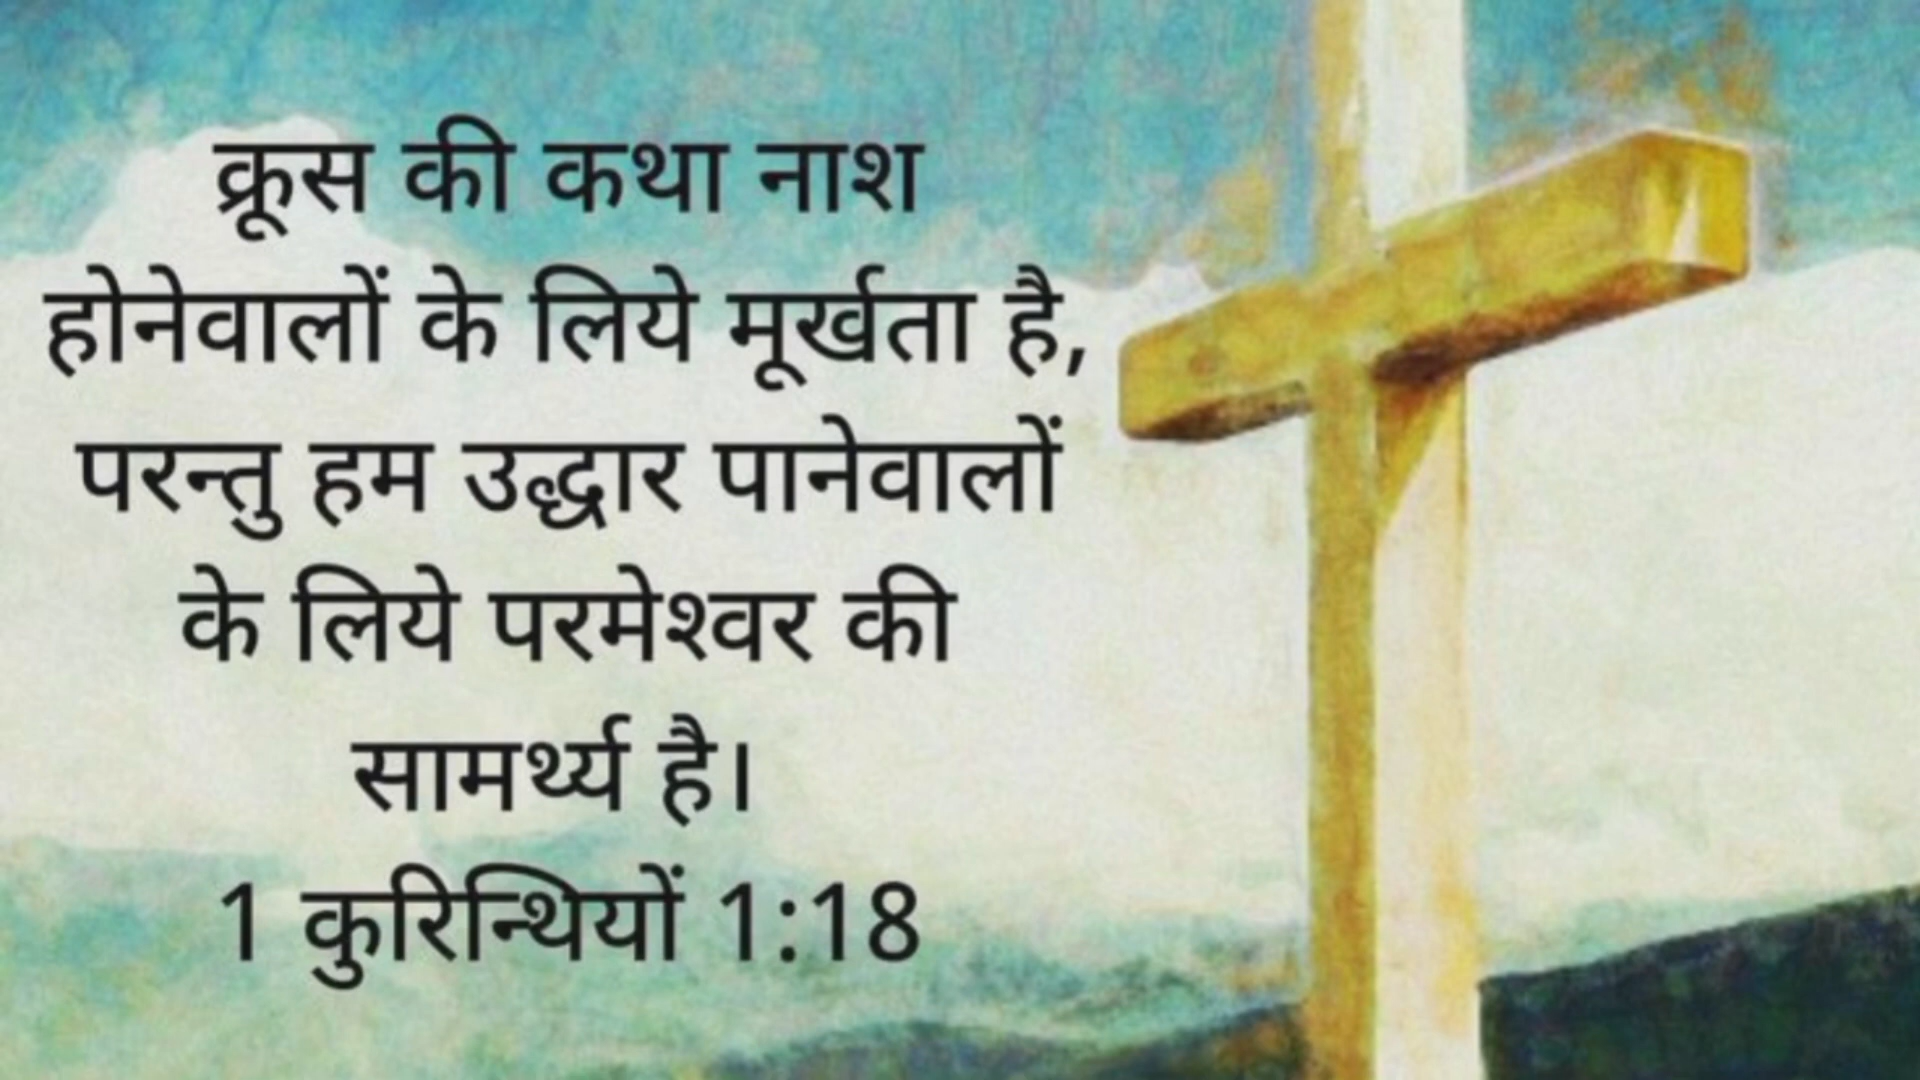 क्रूस की कथा नाश
होनेवालों के लिये मूर्खता है,
परन्तु हम उद्धार पानेवालों
के लिये परमेश्वर की
सामर्थ्य है।
1 कुरिन्थियों 1:18